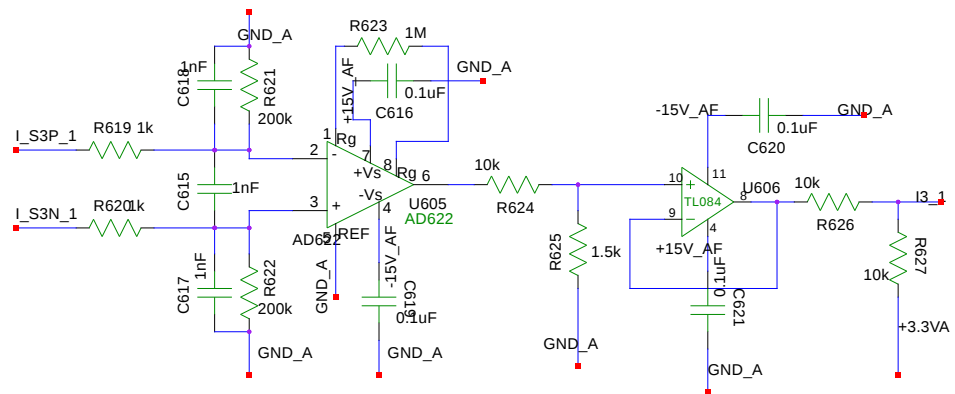 GND_A
R623
1M
1nF
C618
R621
200k
+15V_AF
C616
0.1uF
GND_A
I_S3P_1
R619 1k
1 Rg
2 -
7
+Vs
8 Rg
6
-Vs
4
3 +
U605
AD622
AD622
5 REF
C615
1nF
I_S3N_1
R620 1k
1nF
C617
R622
200k
GND_A
GND_A
-15V_AF
C619
0.1uF
GND_A
10k
R624
R625
1.5k
GND_A
-15V_AF
C620
0.1uF
GND_A
10 +
11
TL084
U606
8
9 -
4
+15V_AF
0.1uF
C621
GND_A
10k
R626
I3_1
R627
10k
+3.3VA